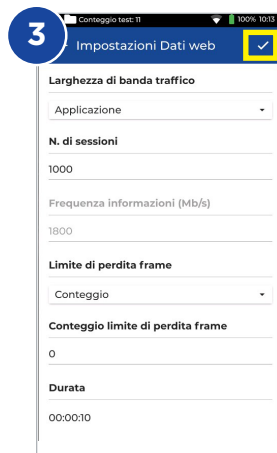 3
Conteggio test: 11
100% 10:13
Impostazioni Dati web
Larghezza di banda traffico
Applicazione
N. di sessioni
1000
Frequenza informazioni (Mb/s)
1800
Limite di perdita frame
Conteggio
Conteggio limite di perdita frame
0
Durata
00:00:10